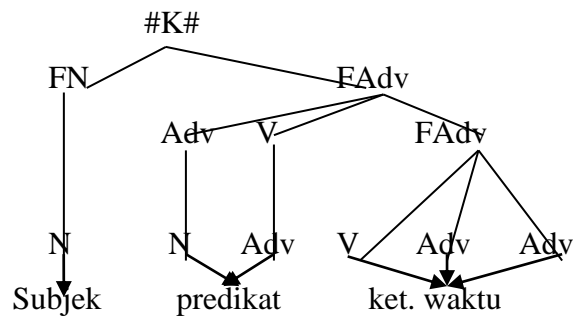 #K#
FN FAdv
Adv V FAdv
N N Adv V Adv Adv
Subjek predikat ket. waktu